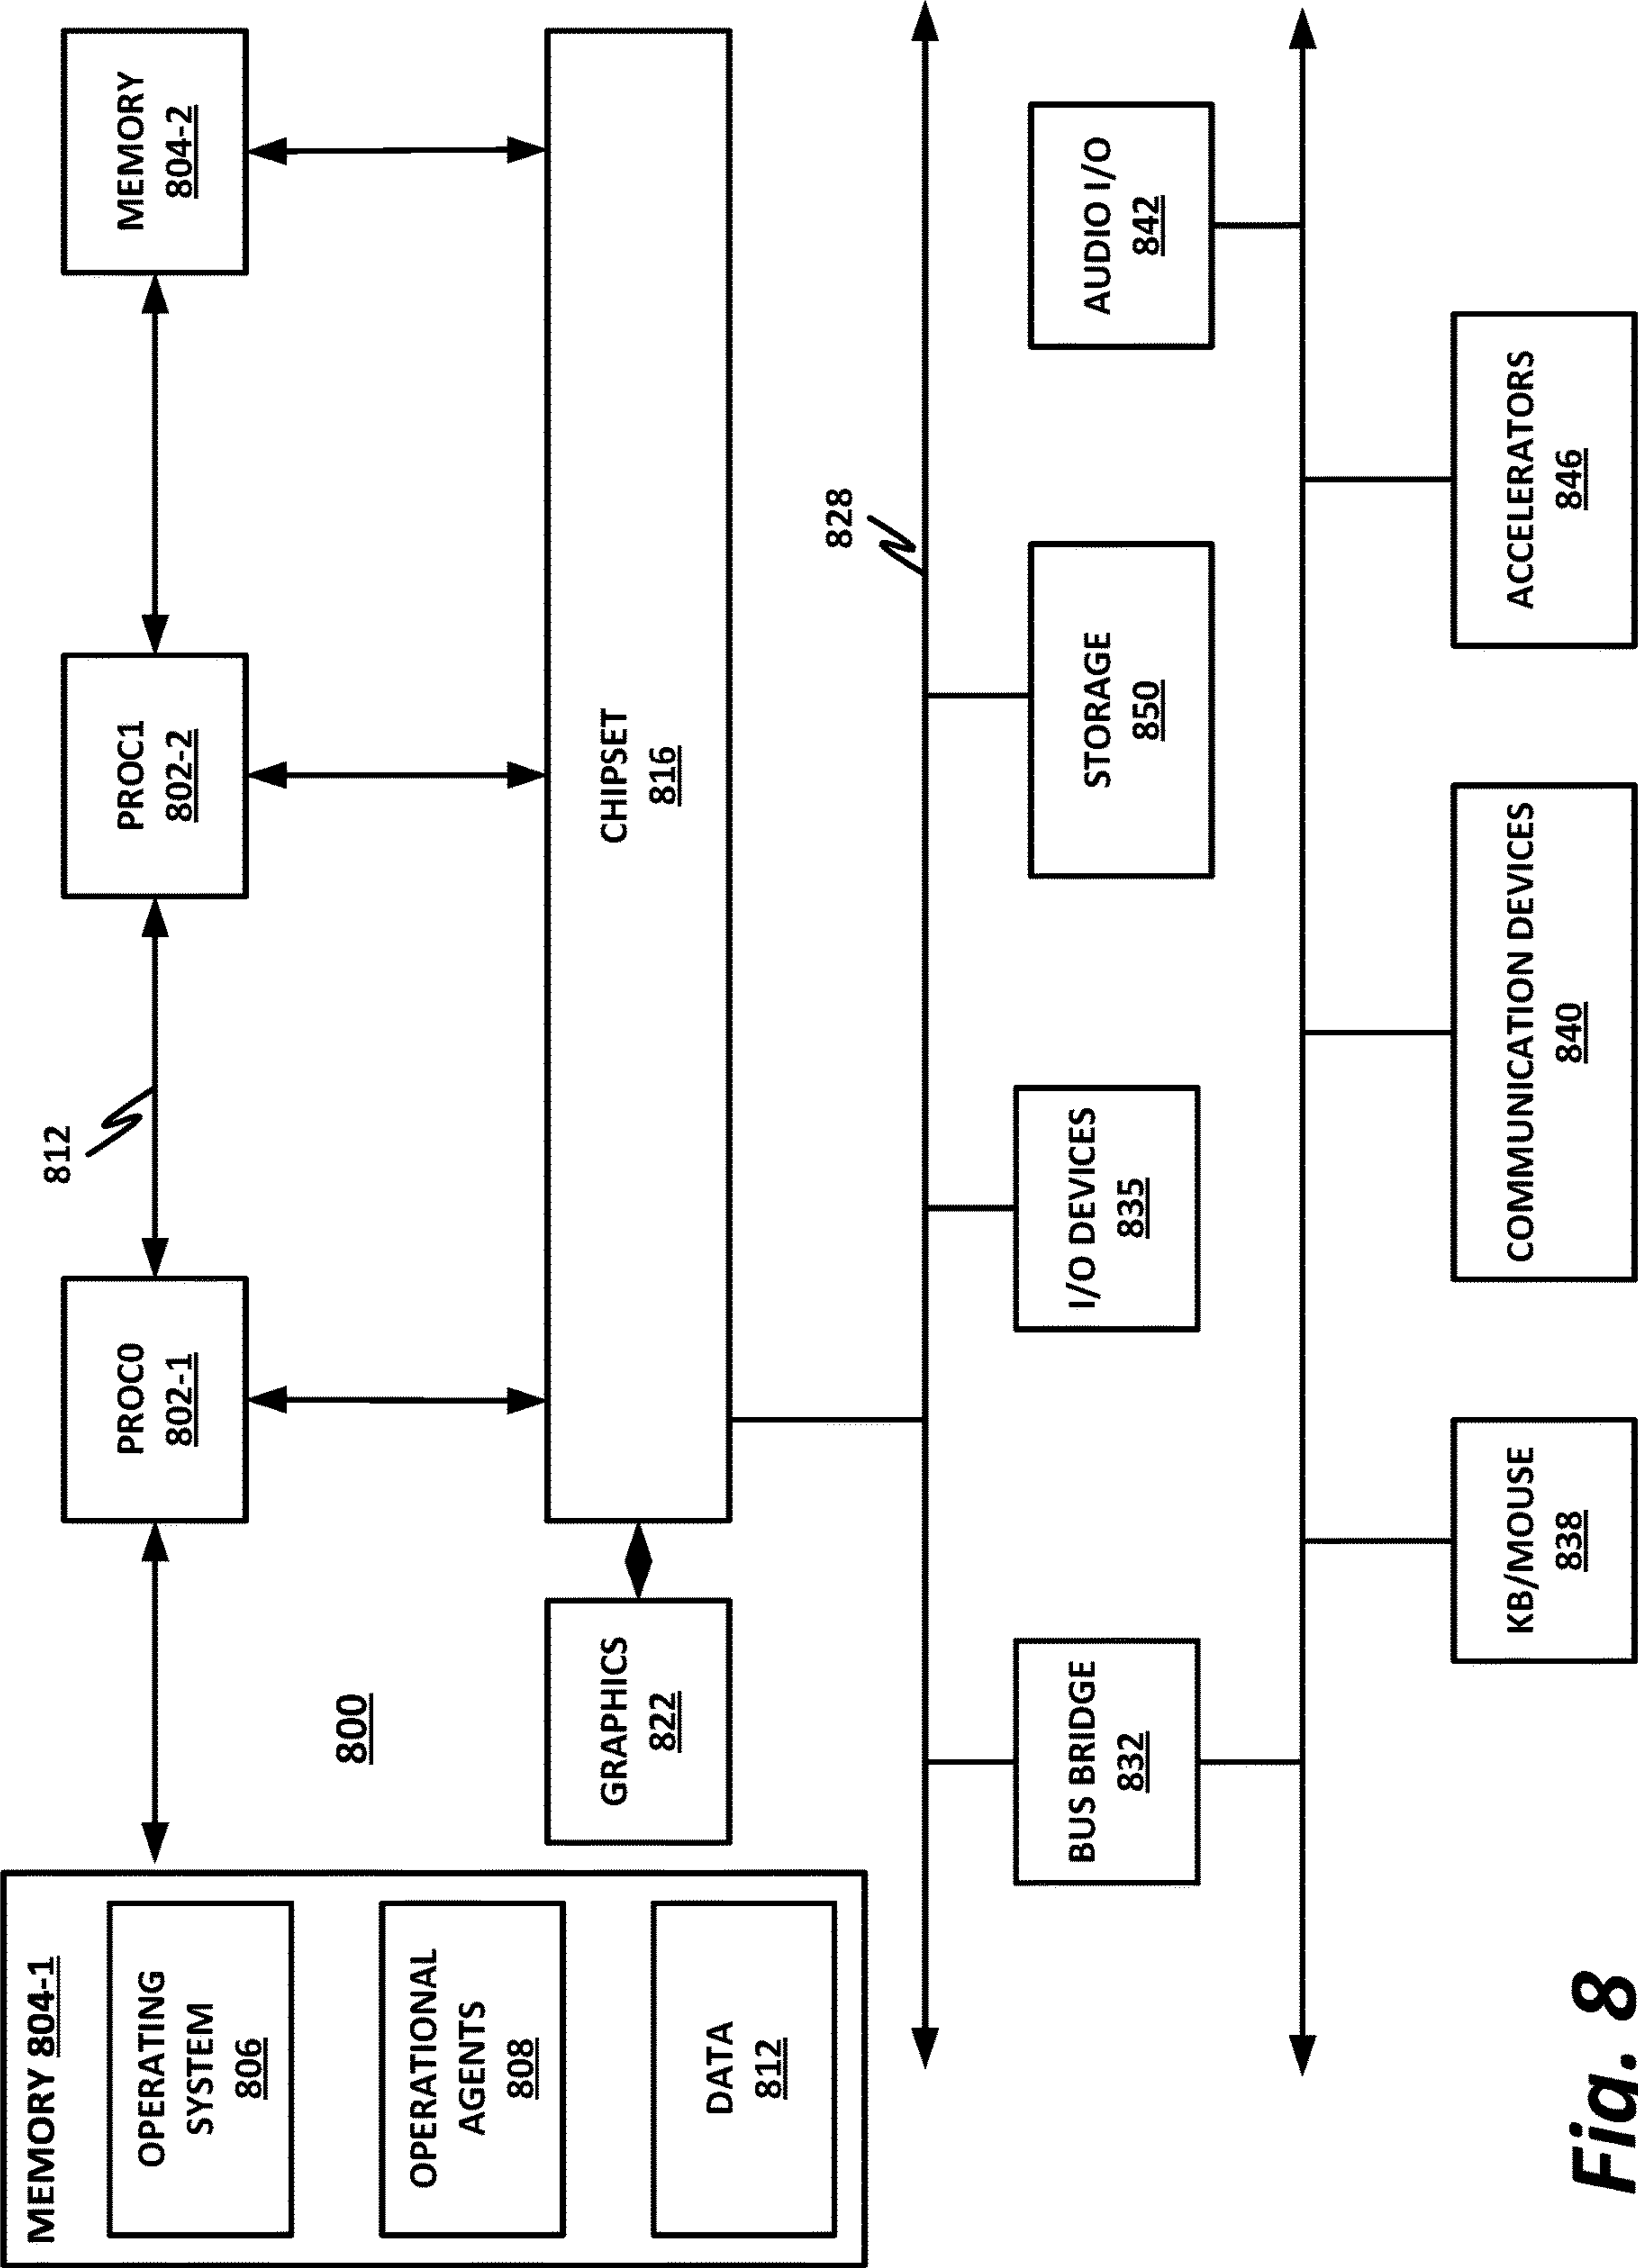 MEMORY 804-1
OPERATING
SYSTEM
806
OPERATIONAL
AGENTS
808
DATA
812
PROC0
802-1
812
PROC1
802-2
MEMORY
804-2
800
GRAPHICS
822
CHIPSET
816
828
BUS BRIDGE
832
I/O DEVICES
835
STORAGE
850
AUDIO I/O
842
KB/MOUSE
838
COMMUNICATION DEVICES
840
ACCELERATORS
846
Fig. 8